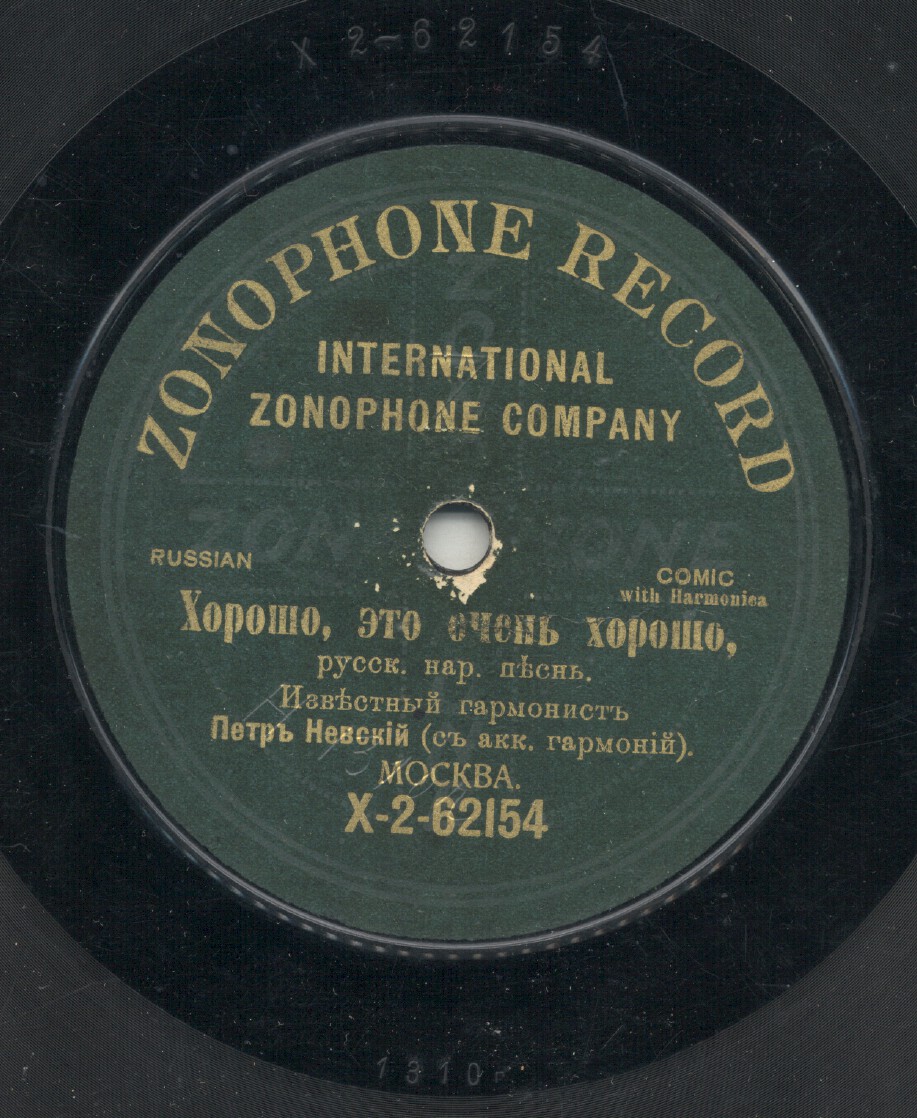 X 2-62154
ZONOPHONE RECORD
INTERNATIONAL
ZONOPHONE COMPANY
ZONOPHONE
RUSSIAN
COMIC
with Harmonica
Хорошо, это очень хорошо,
русск. нар. пѣснь.
Извѣстный гармонистъ
Петръ Невскій (съ акк. гармоній).
МОСКВА.
X-2-62154